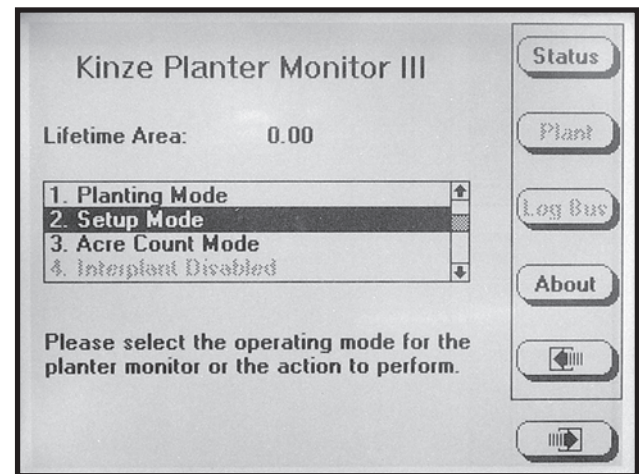 Kinze Planter Monitor III
Lifetime Area: 0.00
1. Planting Mode
2. Setup Mode
3. Acre Count Mode
4. Interplant Disabled
Please select the operating mode for the
planter monitor or the action to perform.
Status
Plant
Log Bus
About